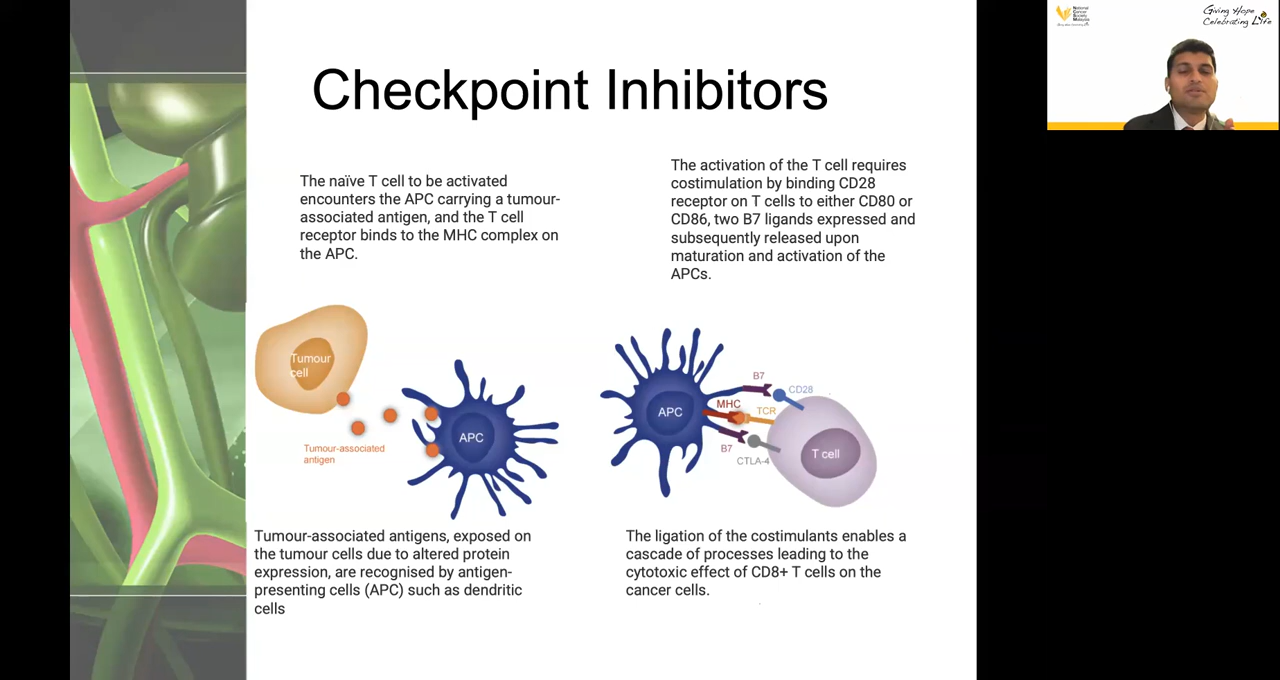 Checkpoint Inhibitors
The naïve T cell to be activated
encounters the APC carrying a tumour-
associated antigen, and the T cell
receptor binds to the MHC complex on
the APC.
The activation of the T cell requires
costimulation by binding CD28
receptor on T cells to either CD80 or
CD86, two B7 ligands expressed and
subsequently released upon
maturation and activation of the
APCs.
Tumour
cell
Tumour-associated
antigen
APC
APC
B7
CD28
MHC
TCR
B7
CTLA-4
T cell
Tumour-associated antigens, exposed on
the tumour cells due to altered protein
expression, are recognised by antigen-
presenting cells (APC) such as dendritic
cells
The ligation of the costimulants enables a
cascade of processes leading to the
cytotoxic effect of CD8+ T cells on the
cancer cells.
National
Cancer
Society
Malaysia
Giving Hope
Celebrating Life